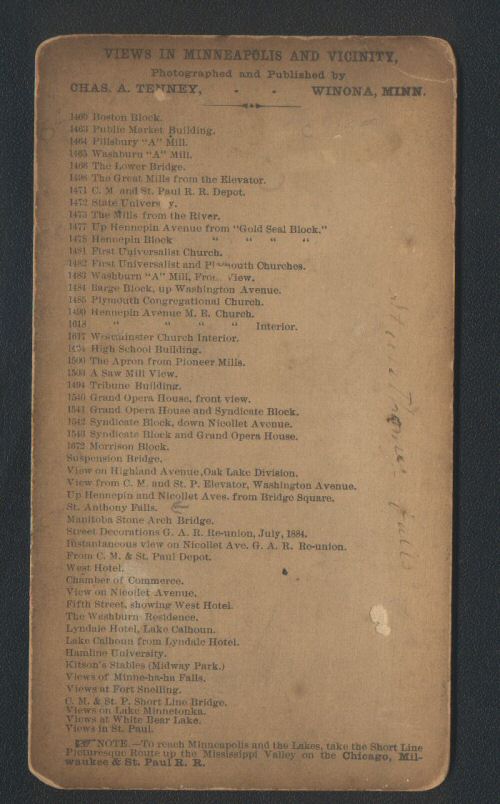 VIEWS IN MINNEAPOLIS AND VICINITY,
Photographed and Published by
CHAS. A. TENNEY, - - WINONA, MINN.
1460 Boston Block.
1463 Public Market Building.
1464 Pillsbury "A" Mill.
1465 Washburn "A" Mill.
1466 The Lower Bridge.
1498 The Great Mills from the Elevator.
1471 C. M and St. Paul R. R. Depot.
1472 State Univers y.
1473 The Mills from the River.
1477 Up Hennepin Avenue from "Gold Seal Block."
1478 Hennepin Block " " " "
1481 First Universalist Church.
1482 First Universalist and Plymouth Churches.
1483 Washburn "A" Mill, Fron View.
1484 Barge Block, up Washington Avenue.
1485 Plymouth Congregational Church.
1490 Hennepin Avenue M. E. Church.
1618 " " " " Interior.
1617 Westminster Church Interior.
1494 High School Building.
1500 The Apron from Pioneer Mills.
1503 A Saw Mill View.
1494 Tribune Building.
1540 Grand Opera House, front view.
1541 Grand Opera House and Syndicate Block.
1542 Syndicate Block, down Nicollet Avenue.
1543 Syndicate Block and Grand Opera House.
1672 Morrison Block.
Suspension Bridge.
View on Highland Avenue, Oak Lake Division.
View from C. M. and St. P. Elevator, Washington Avenue.
Up Hennepin and Nicollet Aves. from Bridge Square.
St. Anthony Falls.
Manitoba Stone Arch Bridge.
Street Decorations G. A. R. Re-union, July, 1884.
Instantaneous view on Nicollet Ave. G. A. R. Re-union.
From C. M. & St. Paul Depot.
West Hotel.
Chamber of Commerce.
View on Nicollet Avenue.
Fifth Street, showing West Hotel.
The Washburn Residence.
Lyndale Hotel, Lake Calhoun.
Lake Calhoun from Lyndale Hotel.
Hamline University.
Kitson's Stables (Midway Park.)
Views of Minne-ha-ha Falls.
Views at Fort Snelling.
C. M. & St. P. Short Line Bridge.
Views on Lake Minnetonka.
Views at White Bear Lake.
Views in St. Paul.
☞ NOTE.—To reach Minneapolis and the Lakes, take the Short Line
Picturesque Route up the Mississippi Valley on the Chicago, Mil-
waukee & St. Paul R. R.